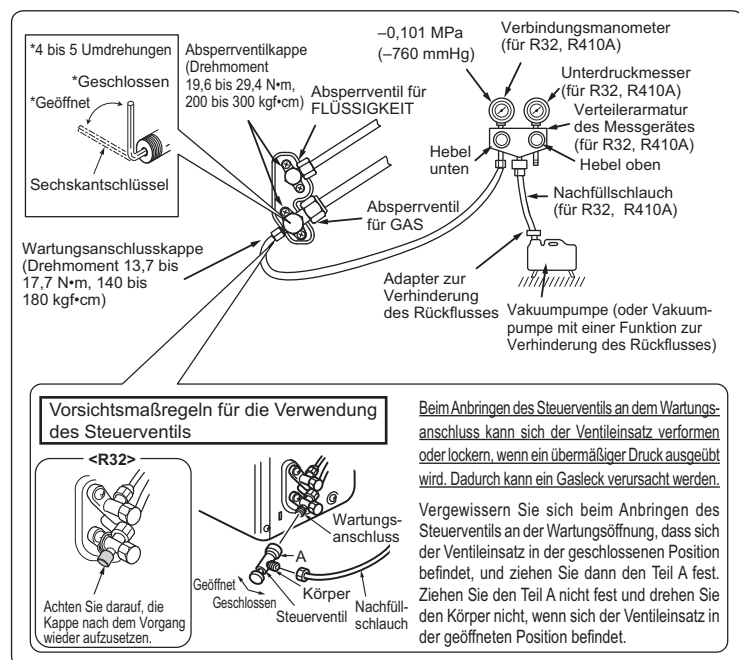 *4 bis 5 Umdrehungen
*Geschlossen
*Geöffnet
Sechskantschlüssel
Absperrventilkappe
(Drehmoment
19,6 bis 29,4 N•m,
200 bis 300 kgf•cm)
Absperrventil für
FLÜSSIGKEIT
–0,101 MPa
(–760 mmHg)
Verbindungsmanometer
(für R32, R410A)
Unterdruckmesser
(für R32, R410A)
Verteilerarmatur
des Messgerätes
(für R32, R410A)
Hebel
unten
Hebel oben
Nachfüllschlauch
(für R32, R410A)
Absperrventil
für GAS
Wartungsanschlusskappe
(Drehmoment 13,7 bis
17,7 N•m, 140 bis
180 kgf•cm)
Adapter zur
Verhinderung
des Rückflusses
Vakuumpumpe (oder Vakuum-
pumpe mit einer Funktion zur
Verhinderung des Rückflusses)
Vorsichtsmaßregeln für die Verwendung
des Steuerventils
<R32>
Achten Sie darauf, die
Kappe nach dem Vorgang
wieder aufzusetzen.
Wartungs-
anschluss
A
Körper
Geöffnet
Geschlossen
Steuerventil
Nachfüll-
schlauch
Beim Anbringen des Steuerventils an dem Wartungs-
anschluss kann sich der Ventileinsatz verformen
oder lockern, wenn ein übermäßiger Druck ausgeübt
wird. Dadurch kann ein Gasleck verursacht werden.
Vergewissern Sie sich beim Anbringen des
Steuerventils an der Wartungsöffnung, dass sich
der Ventileinsatz in der geschlossenen Position
befindet, und ziehen Sie dann den Teil A fest.
Ziehen Sie den Teil A nicht fest und drehen Sie
den Körper nicht, wenn sich der Ventileinsatz in
der geöffneten Position befindet.